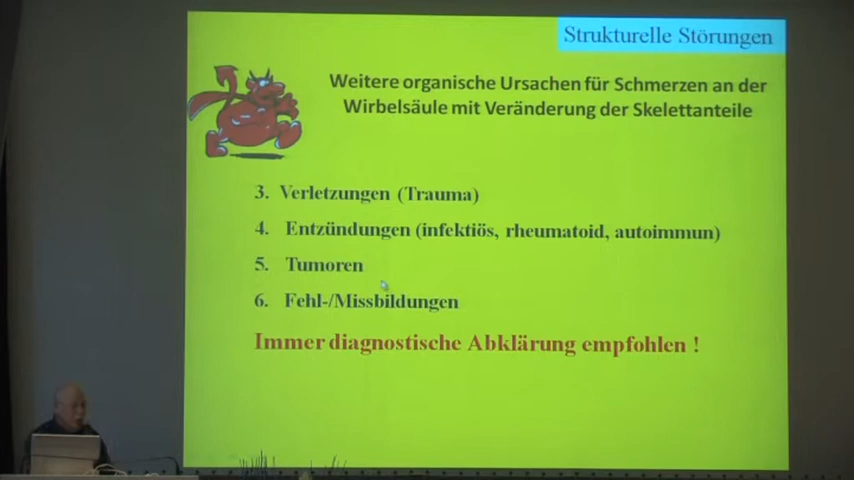 Strukturelle Störungen
Weitere organische Ursachen für Schmerzen an der
Wirbelsäule mit Veränderung der Skelettanteile
3. Verletzungen (Trauma)
4. Entzündungen (infektiös, rheumatoid, autoimmun)
5. Tumoren
6. Fehl-/Missbildungen
Immer diagnostische Abklärung empfohlen !